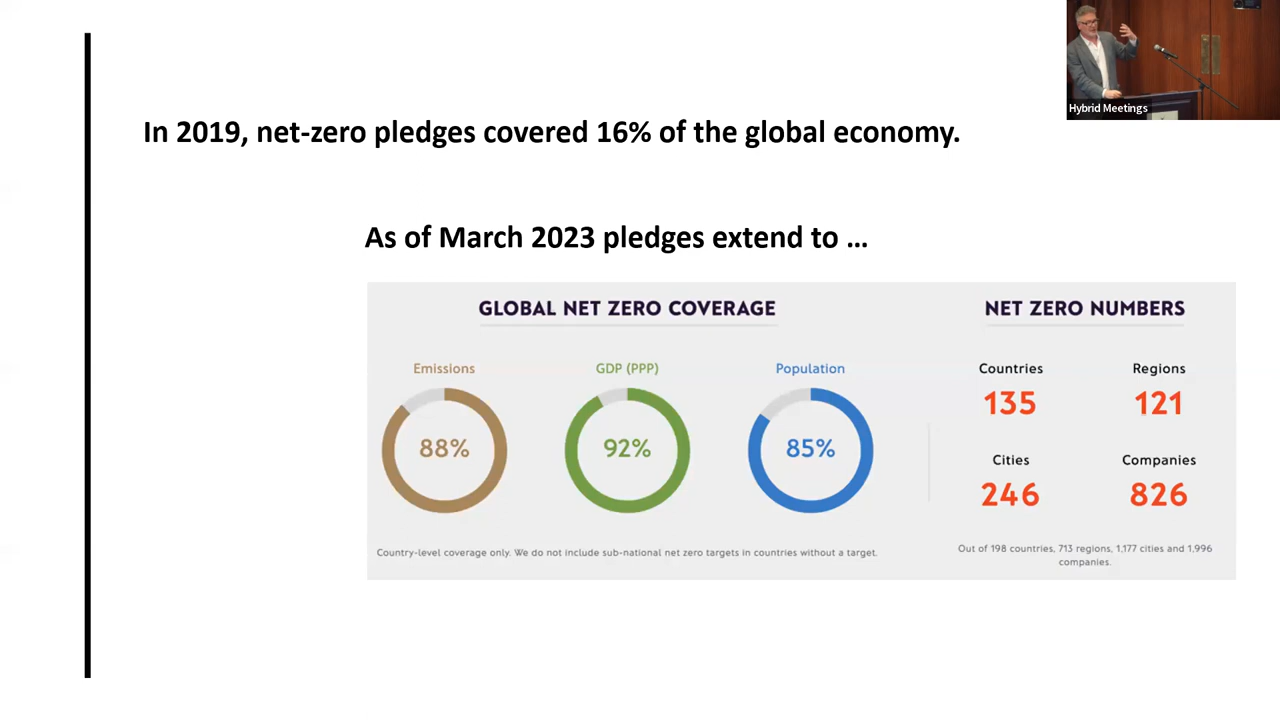 Hybrid Meetings
In 2019, net-zero pledges covered 16% of the global economy.
As of March 2023 pledges extend to ...
GLOBAL NET ZERO COVERAGE
Emissions
88%
GDP (PPP)
92%
Population
85%
Country-level coverage only. We do not include sub-national net zero targets in countries without a target.
NET ZERO NUMBERS
Countries
135
Regions
121
Cities
246
Companies
826
Out of 198 countries, 713 regions, 1,177 cities and 1,996
companies.